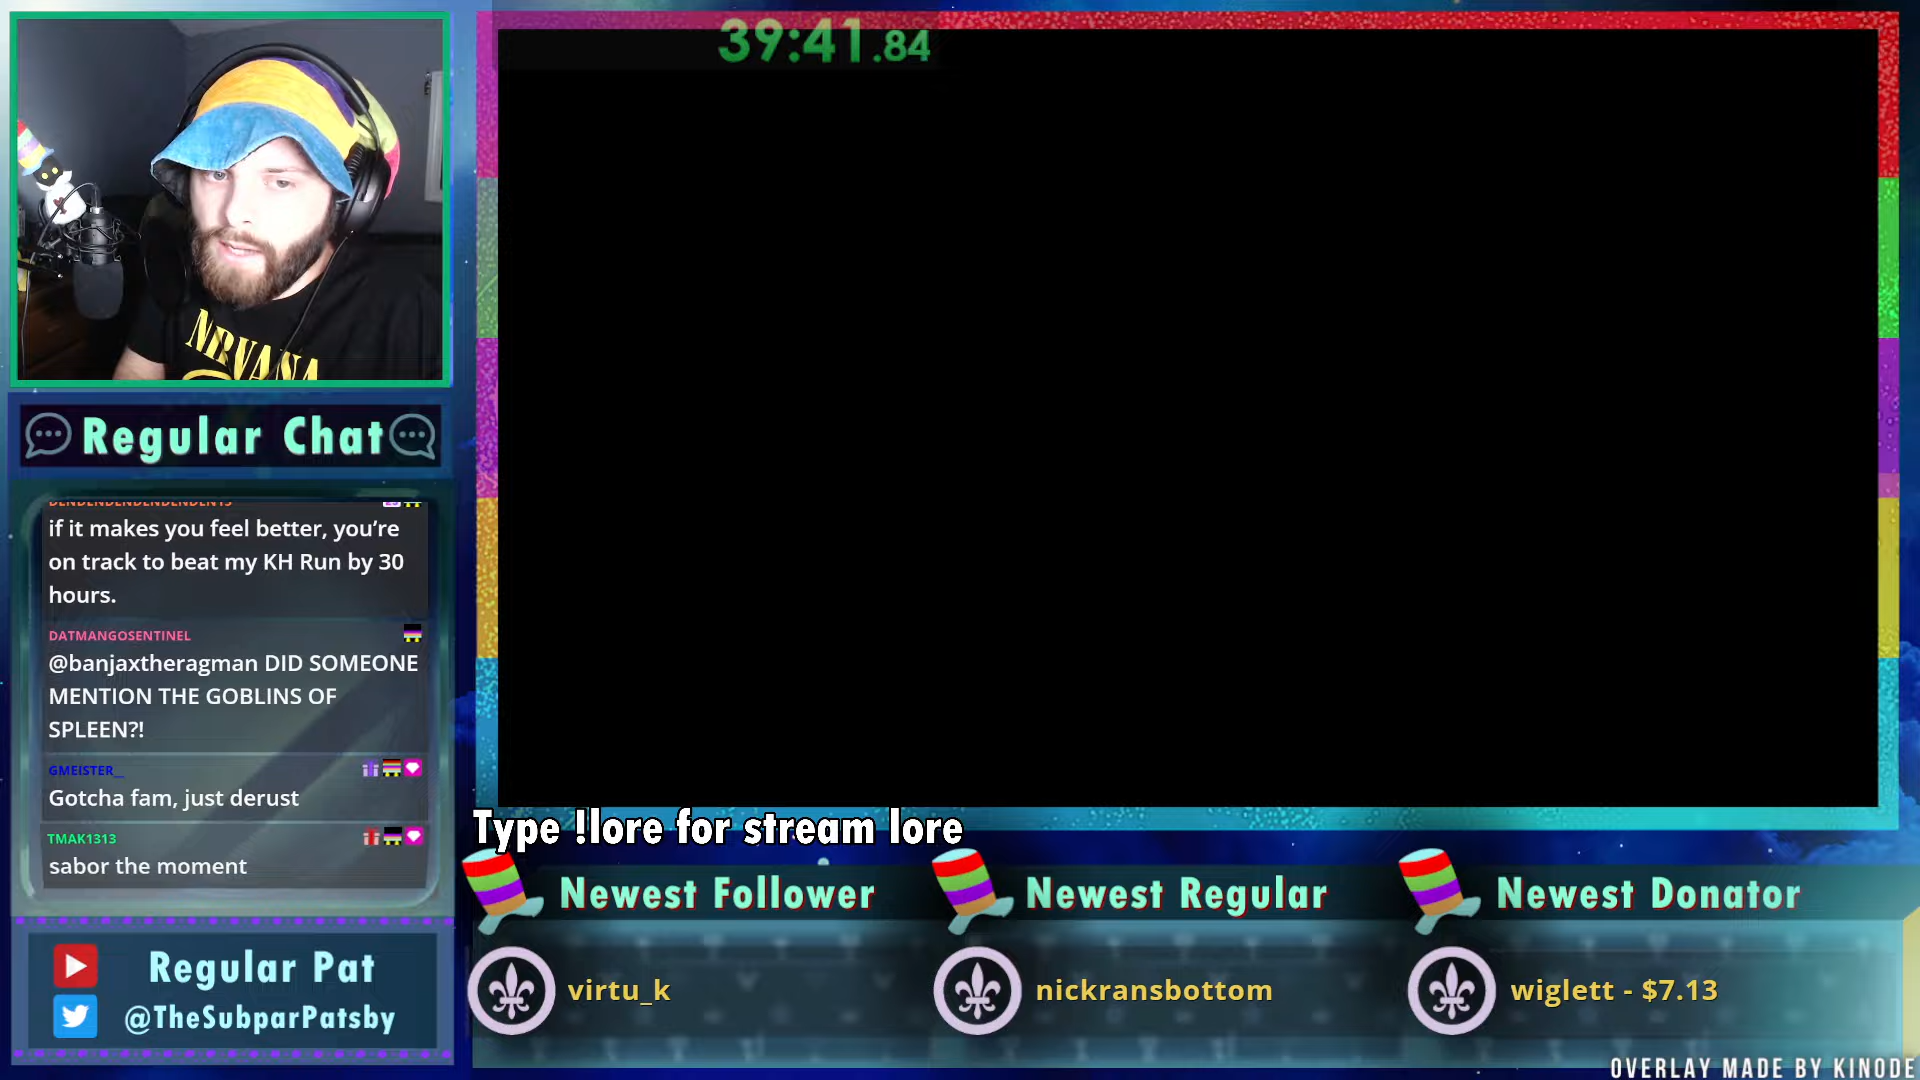 39:41.84
NRVANA
Regular Chat
if it makes you feel better, you’re
on track to beat my KH Run by 30
hours.
DATMANGOSENTINEL
@banjaxtheragman DID SOMEONE
MENTION THE GOBLINS OF
SPLEEN?!
GMEISTER__
Gotcha fam, just derust
TMAK1313
sabor the moment
Regular Pat
@TheSubparPatsby
Type !lore for stream lore
Newest Follower
virtu_k
Newest Regular
nickransbottom
Newest Donator
wiglett - $7.13
OVERLAY MADE BY KINODE